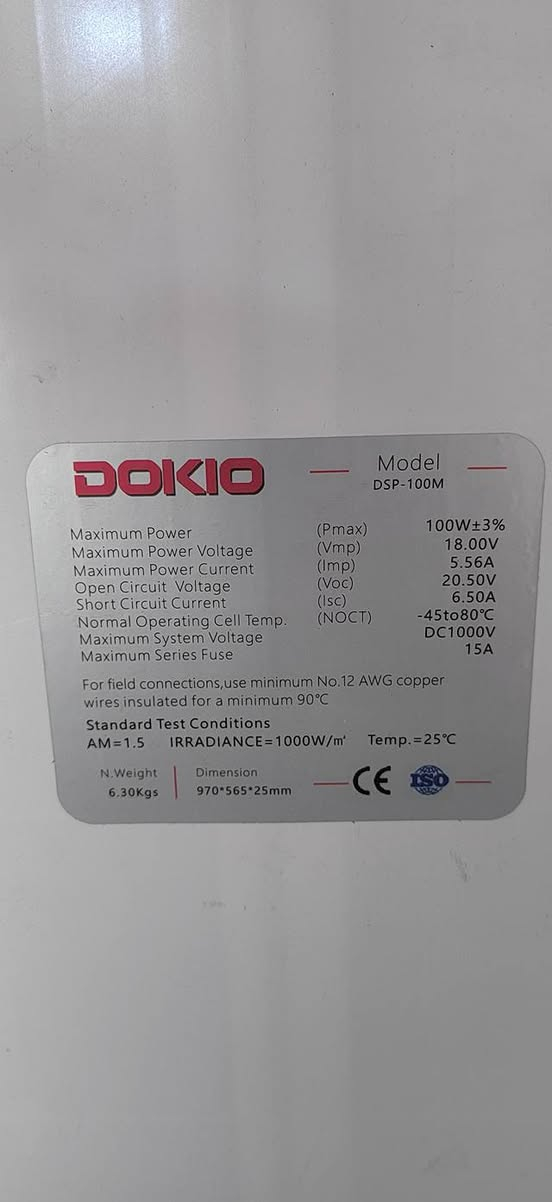 DOKIO
Model
DSP-100M
Maximum Power (Pmax) 100W±3%
Maximum Power Voltage (Vmp) 18.00V
Maximum Power Current (Imp) 5.56A
Open Circuit Voltage (Voc) 20.50V
Short Circuit Current (Isc) 6.50A
Normal Operating Cell Temp. (NOCT) -45to80℃
Maximum System Voltage DC1000V
Maximum Series Fuse 15A
For field connections,use minimum No.12 AWG copper
wires insulated for a minimum 90℃
Standard Test Conditions
AM=1.5 IRRADIANCE=1000W/㎡ Temp.=25℃
N.Weight Dimension
6.30Kgs 970*565*25mm
CE ISO